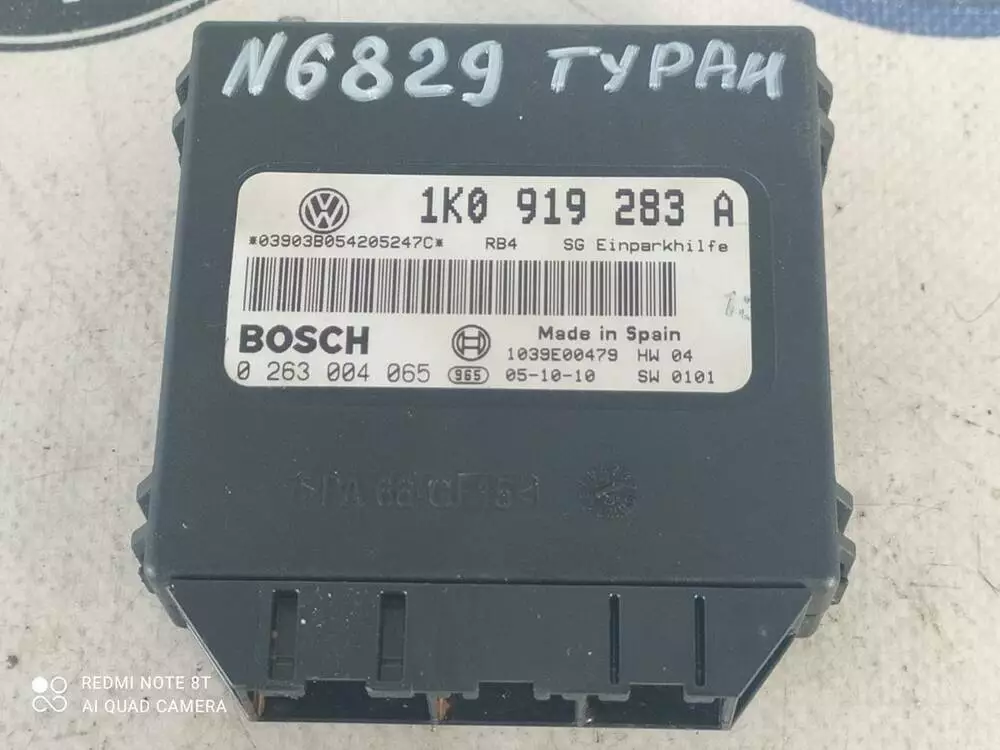 N6829 ТУРАН
1K0 919 283 A
*03903B054205247C* RB4 SG Einparkhilfe
BOSCH
Made in Spain
1039E00479 HW 04
0 263 004 065 965 05-10-10 SW 0101
REDMI NOTE 8T
AI QUAD CAMERA